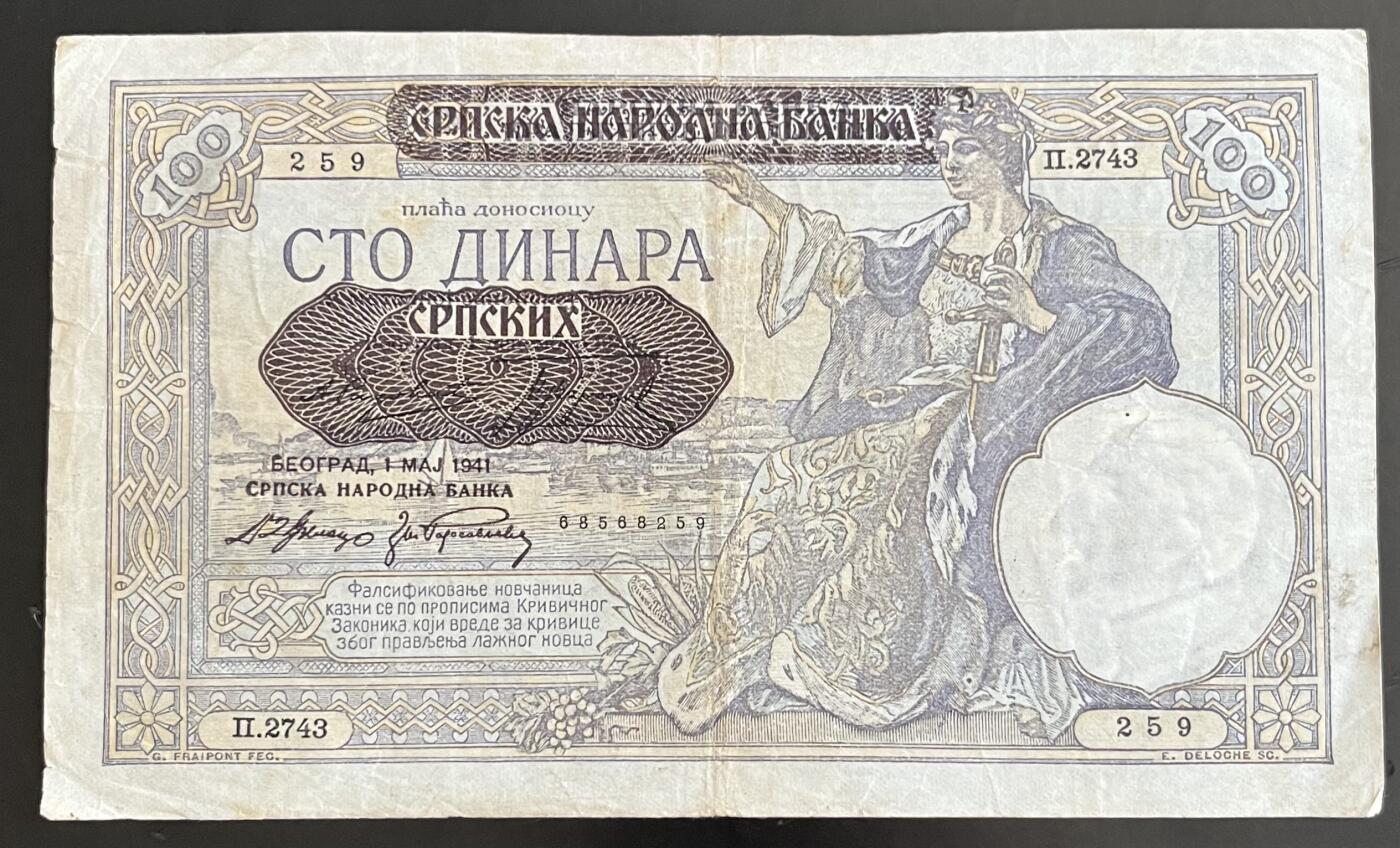 СРПСКА НАРОДНА БАНКА
100
259
П.2743
100
плаћа доносиоцу
СТО ДИНАРА
СРПСКИХ
БЕОГРАД, 1 МАЈ 1941
СРПСКА НАРОДНА БАНКА
68568259
Фалсификовање новчаница
казни се по прописима Кривичног
Законика, који вреде за кривице
због прављења лажног новца
П.2743
259
G. FRAIPONT FEC.
E. DELOCHE SC.